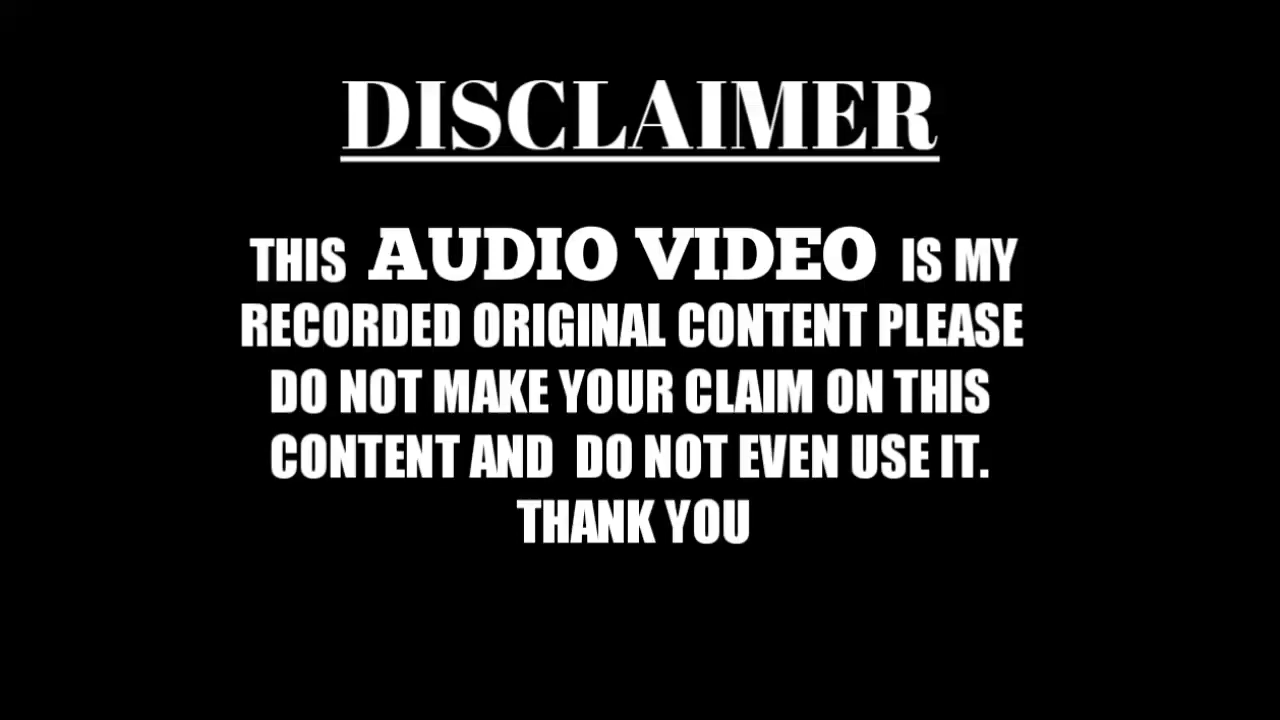 DISCLAIMER
THIS AUDIO VIDEO IS MY
RECORDED ORIGINAL CONTENT PLEASE
DO NOT MAKE YOUR CLAIM ON THIS
CONTENT AND DO NOT EVEN USE IT.
THANK YOU